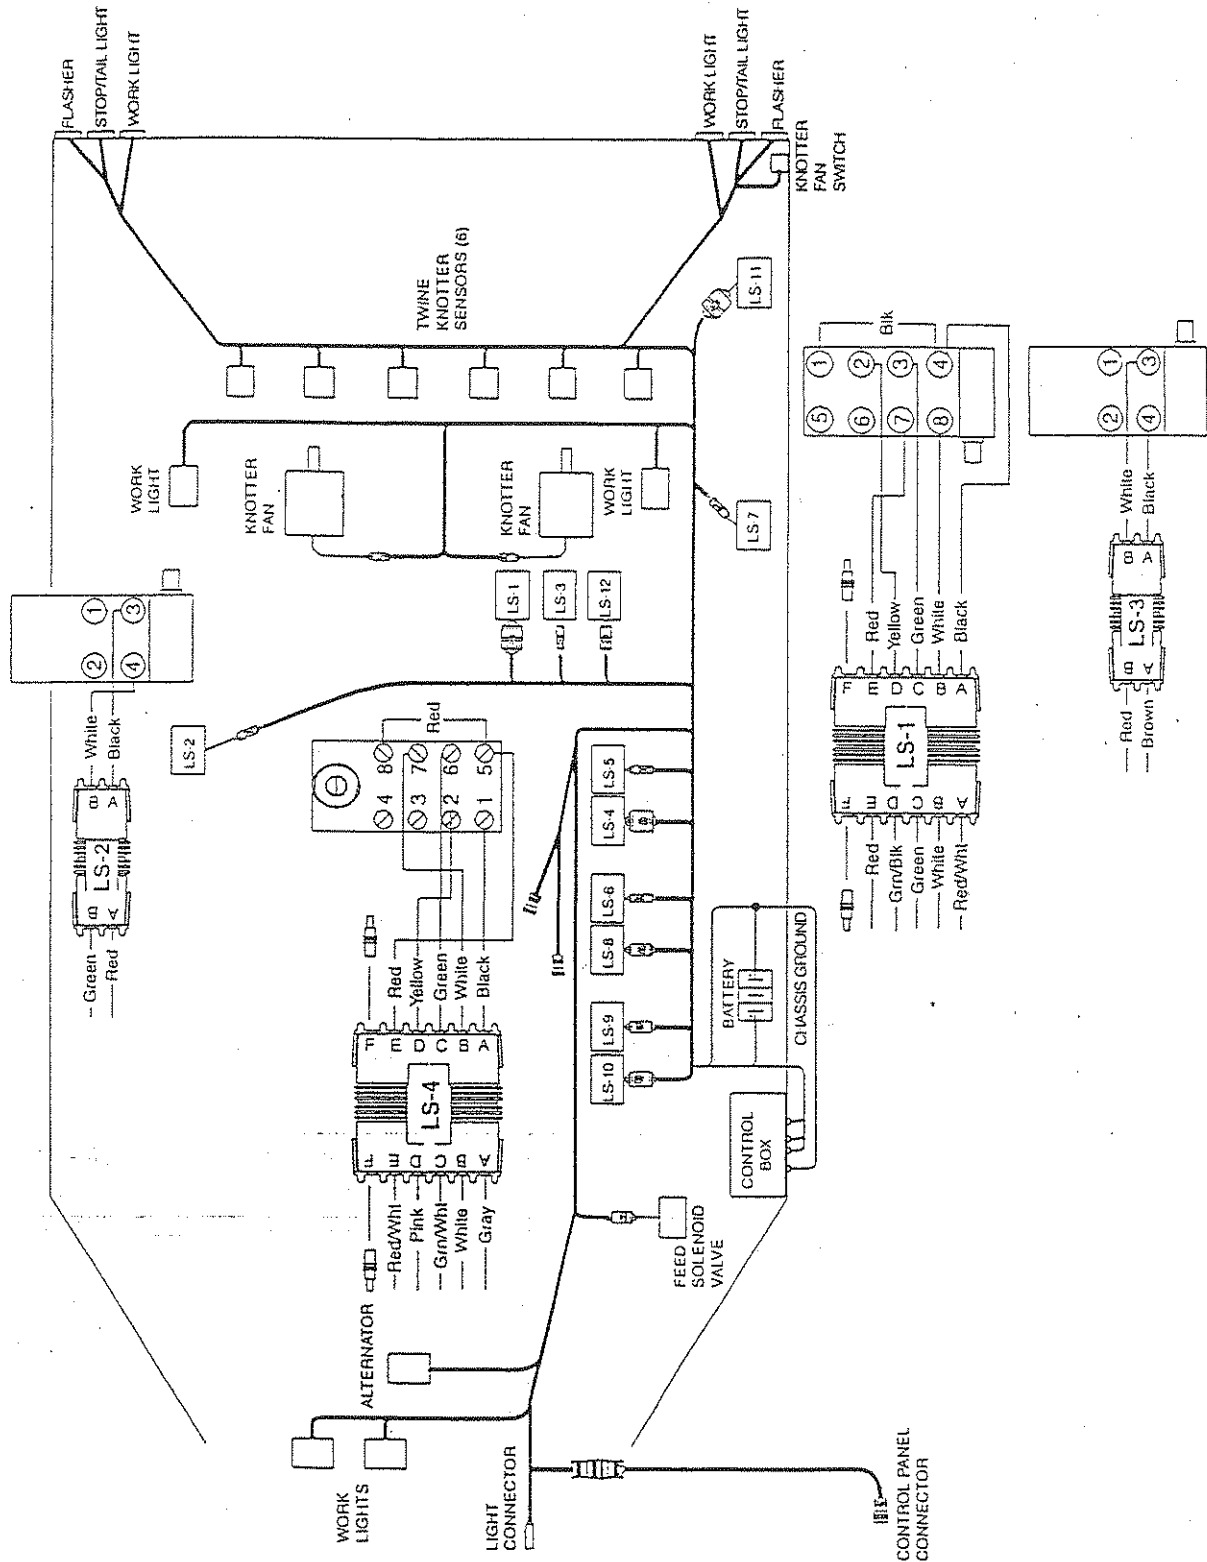 FLASHER
STOP/TAIL LIGHT
WORK LIGHT
WORK LIGHT
STOP/TAIL LIGHT
FLASHER
KNOTTER
FAN
SWITCH
TWINE
KNOTTER
SENSORS (6)
LS-11
WORK
LIGHT
KNOTTER
FAN
KNOTTER
FAN
WORK
LIGHT
LS-7
LS-1
LS-3
LS-12
LS-2
LS-5
LS-4
LS-6
LS-8
LS-9
LS-10
BATTERY
CHASSIS GROUND
CONTROL
BOX
FEED
SOLENOID
VALVE
ALTERNATOR
WORK
LIGHTS
LIGHT
CONNECTOR
CONTROL PANEL
CONNECTOR
1
2
3
4
White
Black
B
A
LS-2
B
A
Green
Red
8
7
6
5
4
3
2
1
Red
F
E
D
C
B
A
Red
Yellow
Green
White
Black
LS-4
F
E
D
C
B
A
Red/Wht
Pink
Grn/Wht
White
Gray
1
2
3
4
5
6
7
8
Blk
Red
Yellow
Green
White
Black
F
E
D
C
B
A
LS-1
F
E
D
C
B
A
Red
Grn/Blk
Green
White
Red/Wht
1
3
2
4
White
Black
B
A
LS-3
B
A
Red
Brown